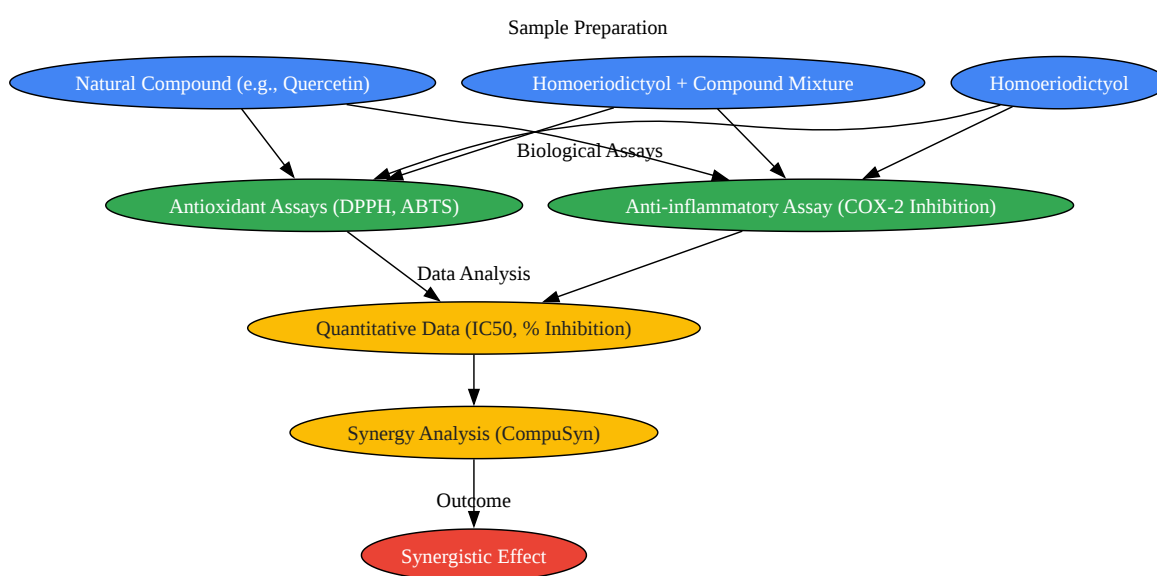 Sample Preparation
Natural Compound (e.g., Quercetin)
Homoeriodictyol + Compound Mixture
Homoeriodictyol
Biological Assays
Antioxidant Assays (DPPH, ABTS)
Anti-inflammatory Assay (COX-2 Inhibition)
Data Analysis
Quantitative Data (IC50, % Inhibition)
Synergy Analysis (CompuSyn)
Outcome
Synergistic Effect